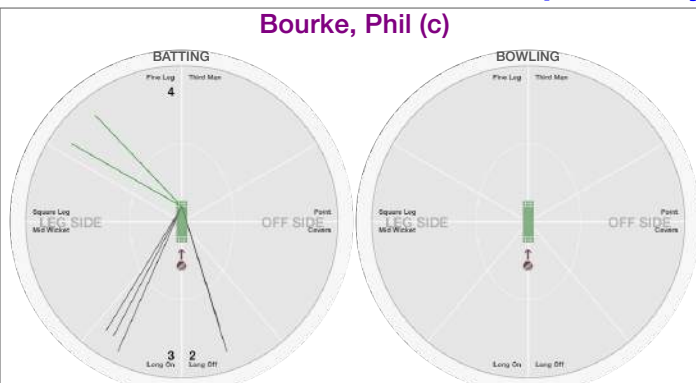 Bourke, Phil (c)
BATTING
Fine Leg Third Man
4
Square Leg
LEG SIDE
Mid Wicket
OFF SIDE
Point
Covers
3 2
Long On Long Off
BOWLING
Fine Leg Third Man
Square Leg
LEG SIDE
Mid Wicket
OFF SIDE
Point
Covers
Long On Long Off